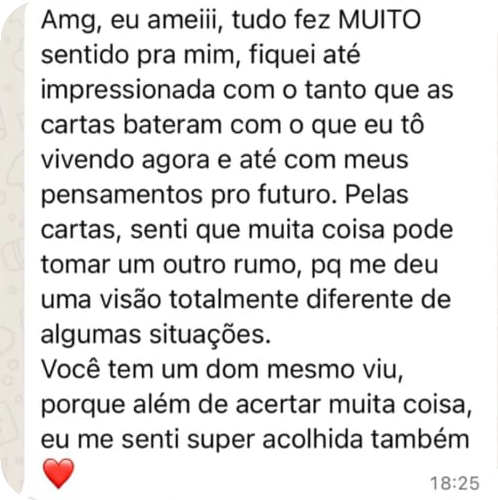 Amg, eu ameiii, tudo fez MUITO
sentido pra mim, fiquei até
impressionada com o tanto que as
cartas bateram com o que eu tô
vivendo agora e até com meus
pensamentos pro futuro. Pelas
cartas, senti que muita coisa pode
tomar um outro rumo, pq me deu
uma visão totalmente diferente de
algumas situações.
Você tem um dom mesmo viu,
porque além de acertar muita coisa,
eu me senti super acolhida também
❤️
18:25